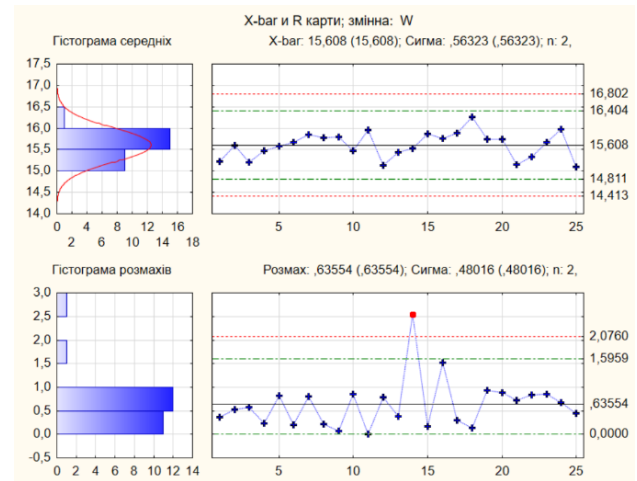 X-bar и R карти; змінна: W
Гістограма середніх
X-bar: 15,608 (15,608); Сигма: ,56323 (,56323); n: 2,
17,5
17,0
16,5
16,0
15,5
15,0
14,5
14,0
0 2 4 6 8 10 12 14 16 18
5 10 15 20 25
16,802
16,404
15,608
14,811
14,413
Гістограма розмахів
Розмах: ,63554 (,63554); Сигма: ,48016 (,48016); n: 2,
3,0
2,5
2,0
1,5
1,0
0,5
0,0
-0,5
0 2 4 6 8 10 12 14
5 10 15 20 25
2,0760
1,5959
,63554
0,0000